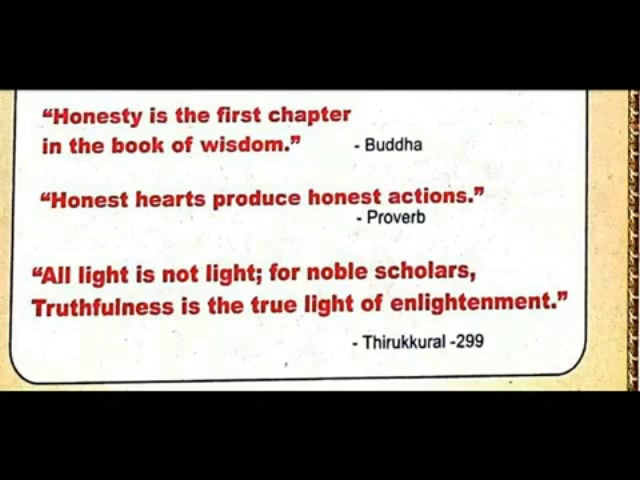 “Honesty is the first chapter
in the book of wisdom.” - Buddha
“Honest hearts produce honest actions.”
- Proverb
“All light is not light; for noble scholars,
Truthfulness is the true light of enlightenment.”
- Thirukkural -299